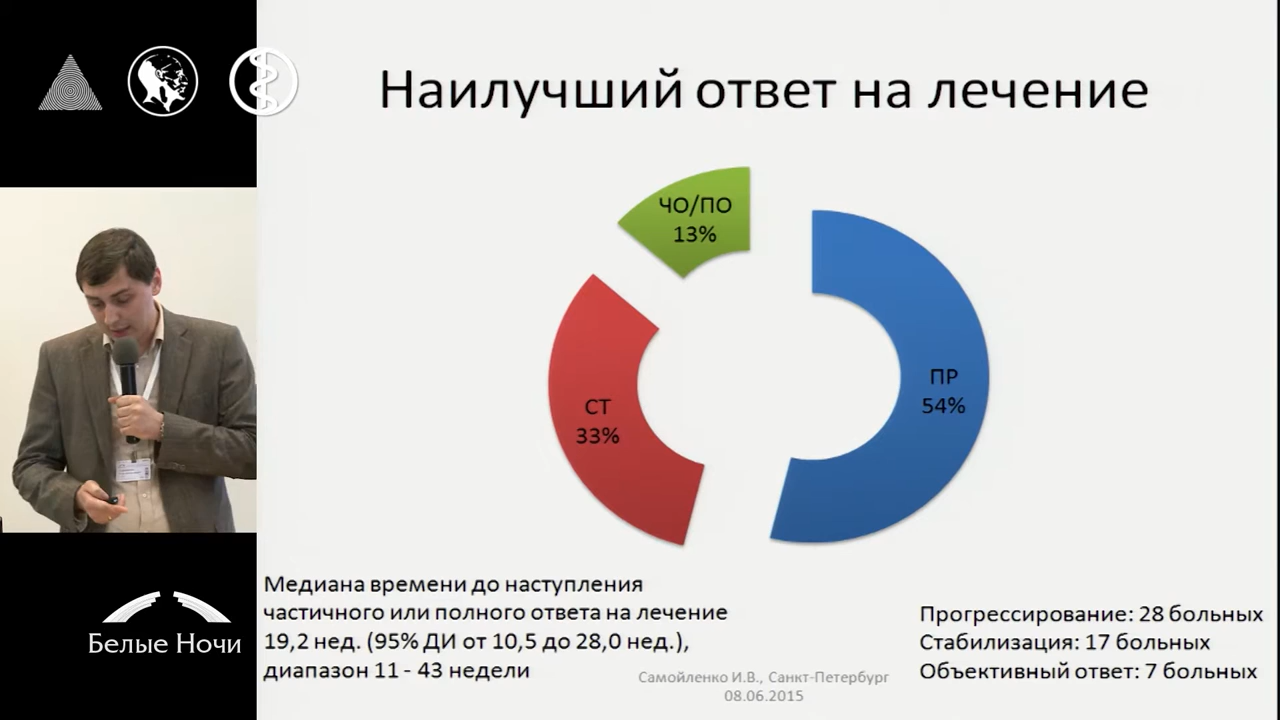 Наилучший ответ на лечение
ЧО/ПО
13%
СТ
33%
ПР
54%
Медиана времени до наступления
частичного или полного ответа на лечение
19,2 нед. (95% ДИ от 10,5 до 28,0 нед.),
диапазон 11 - 43 недели
Прогрессирование: 28 больных
Стабилизация: 17 больных
Объективный ответ: 7 больных
Самойленко И.В., Санкт-Петербург
08.06.2015
Белые Ночи